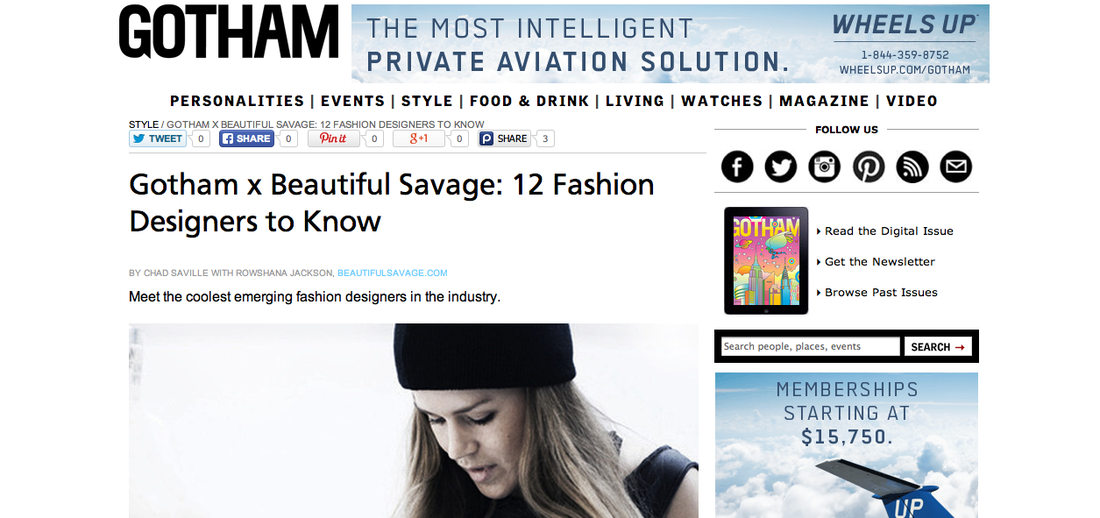 GOTHAM
THE MOST INTELLIGENT
PRIVATE AVIATION SOLUTION.
WHEELS UP
1-844-359-8752
WHEELSUP.COM/GOTHAM
PERSONALITIES | EVENTS | STYLE | FOOD & DRINK | LIVING | WATCHES | MAGAZINE | VIDEO
STYLE / GOTHAM X BEAUTIFUL SAVAGE: 12 FASHION DESIGNERS TO KNOW
TWEET 0 SHARE 0 Pin it 0 g+1 0 P SHARE 3
Gotham x Beautiful Savage: 12 Fashion
Designers to Know
BY CHAD SAVILLE WITH ROWSHANA JACKSON, BEAUTIFULSAVAGE.COM
Meet the coolest emerging fashion designers in the industry.
FOLLOW US
GOTHAM
Read the Digital Issue
Get the Newsletter
Browse Past Issues
Search people, places, events
SEARCH →
MEMBERSHIPS
STARTING AT
$15,750.
UP